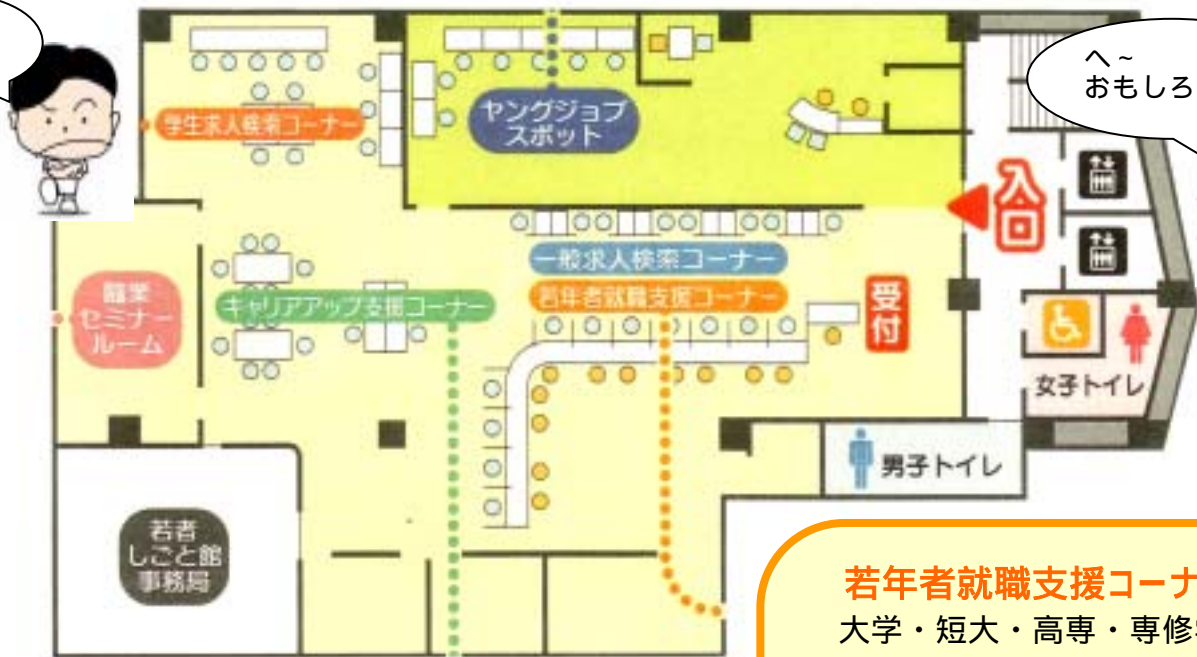 へ~
おもしろ
学生求人検索コーナー
ヤングジョブ
スポット
入口
一般求人検索コーナー
若年者就職支援コーナー
受付
職業
セミナー
ルーム
キャリアアップ支援コーナー
女子トイレ
男子トイレ
若者
しごと館
事務局
若年者就職支援コーナ
大学・短大・高専・専修